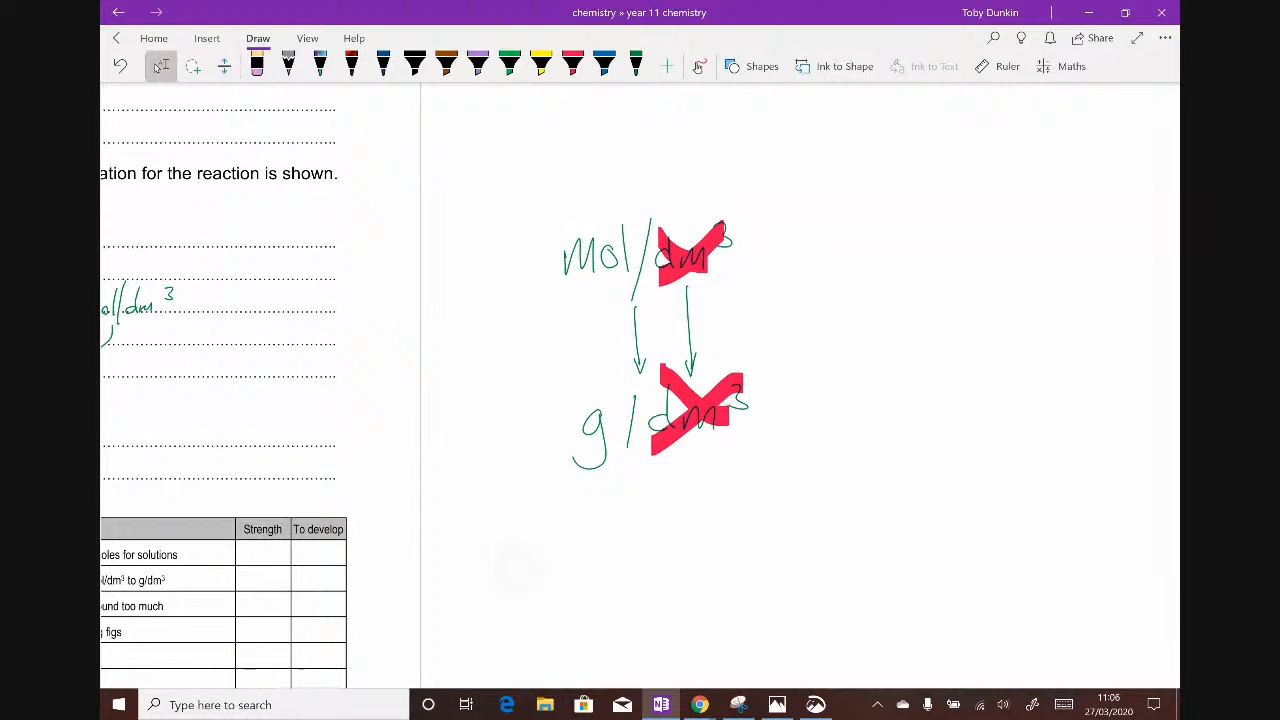 chemistry » year 11 chemistry
Toby Dunkin
Home Insert Draw View Help
Share
Shapes Ink to Shape Ink to Text Ruler Maths
ation for the reaction is shown.
mol/dm³
ol/dm³
g/dm³
Strength To develop
oles for solutions
l/dm³ to g/dm³
und too much
g figs
Type here to search
11:06
27/03/2020